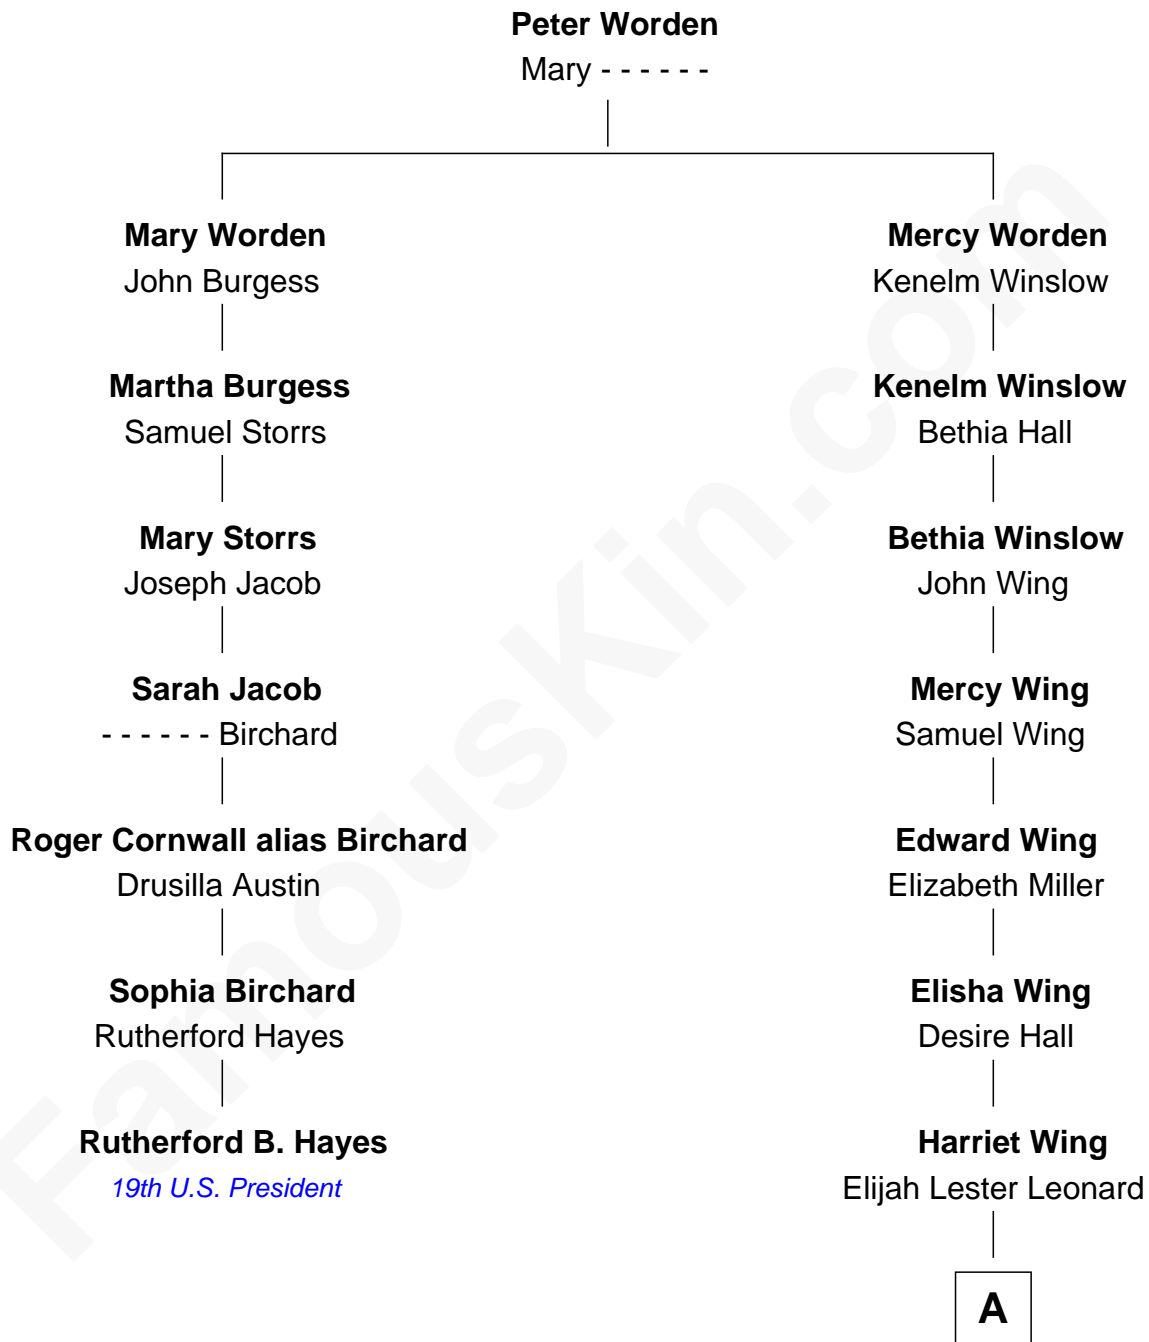 Peter Worden
Mary - - - - - -
Mary Worden
John Burgess
Mercy Worden
Kenelm Winslow
Martha Burgess
Samuel Storrs
Kenelm Winslow
Bethia Hall
Mary Storrs
Joseph Jacob
Bethia Winslow
John Wing
Sarah Jacob
- - - - - - Birchard
Mercy Wing
Samuel Wing
Roger Cornwall alias Birchard
Drusilla Austin
Edward Wing
Elizabeth Miller
Sophia Birchard
Rutherford Hayes
Elisha Wing
Desire Hall
Rutherford B. Hayes
19th U.S. President
Harriet Wing
Elijah Lester Leonard
A
FamousKin.com